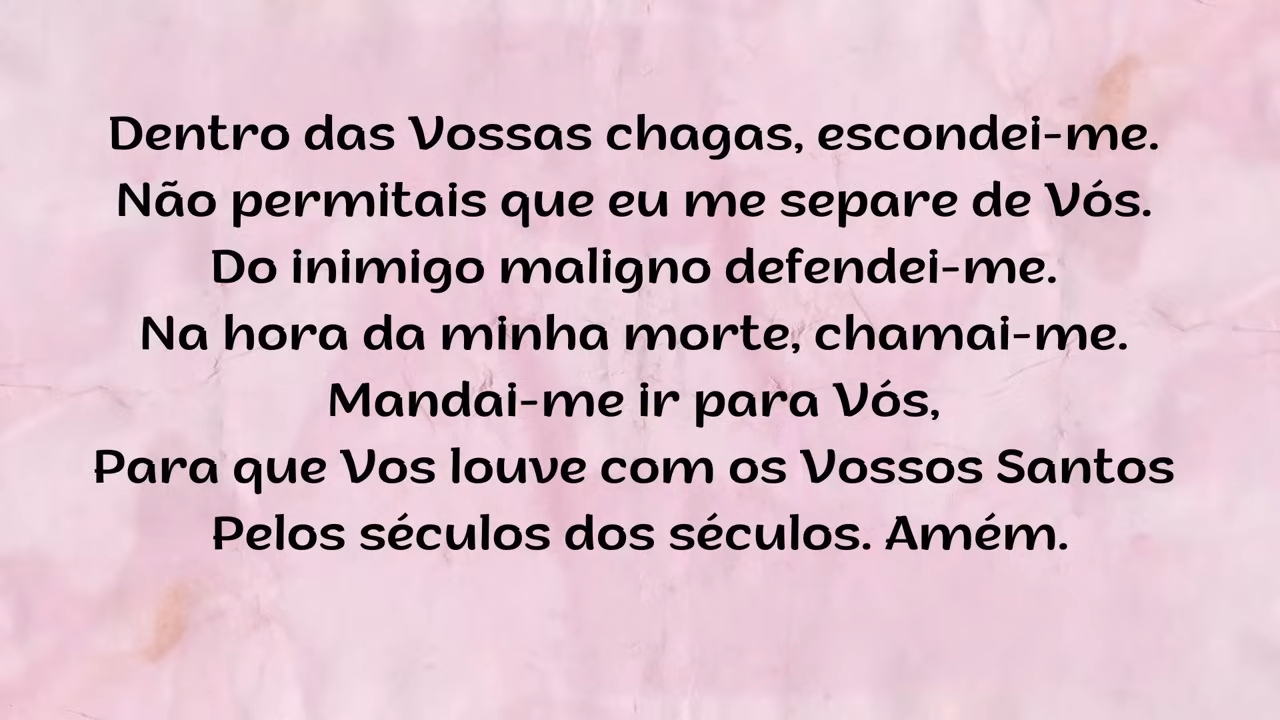 Dentro das Vossas chagas, escondei-me.
Não permitais que eu me separe de Vós.
Do inimigo maligno defendei-me.
Na hora da minha morte, chamai-me.
Mandai-me ir para Vós,
Para que Vos louve com os Vossos Santos
Pelos séculos dos séculos. Amém.